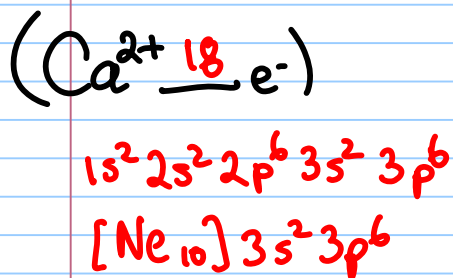 (Ca²⁺ 18 e⁻)
1s² 2s² 2p⁶ 3s² 3p⁶
[Ne₁₀] 3s² 3p⁶